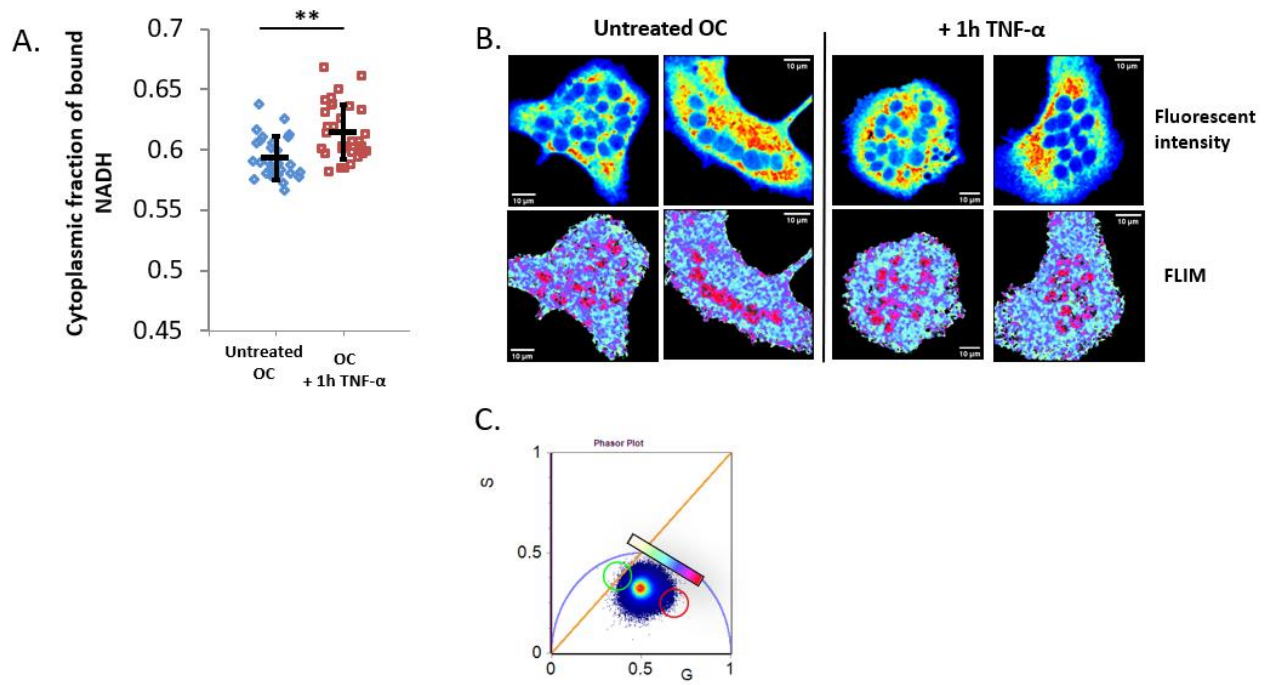 A.
Cytoplasmic fraction of bound
NADH
0.7
0.65
0.6
0.55
0.5
0.45
**
Untreated
OC
OC
+ 1h TNF-α
B.
Untreated OC
+ 1h TNF-α
10 µm
10 µm
10 µm
10 µm
Fluorescent
intensity
10 µm
10 µm
10 µm
10 µm
FLIM
C.
Phasor Plot
S
1
0.5
0
0
0.5
1
G